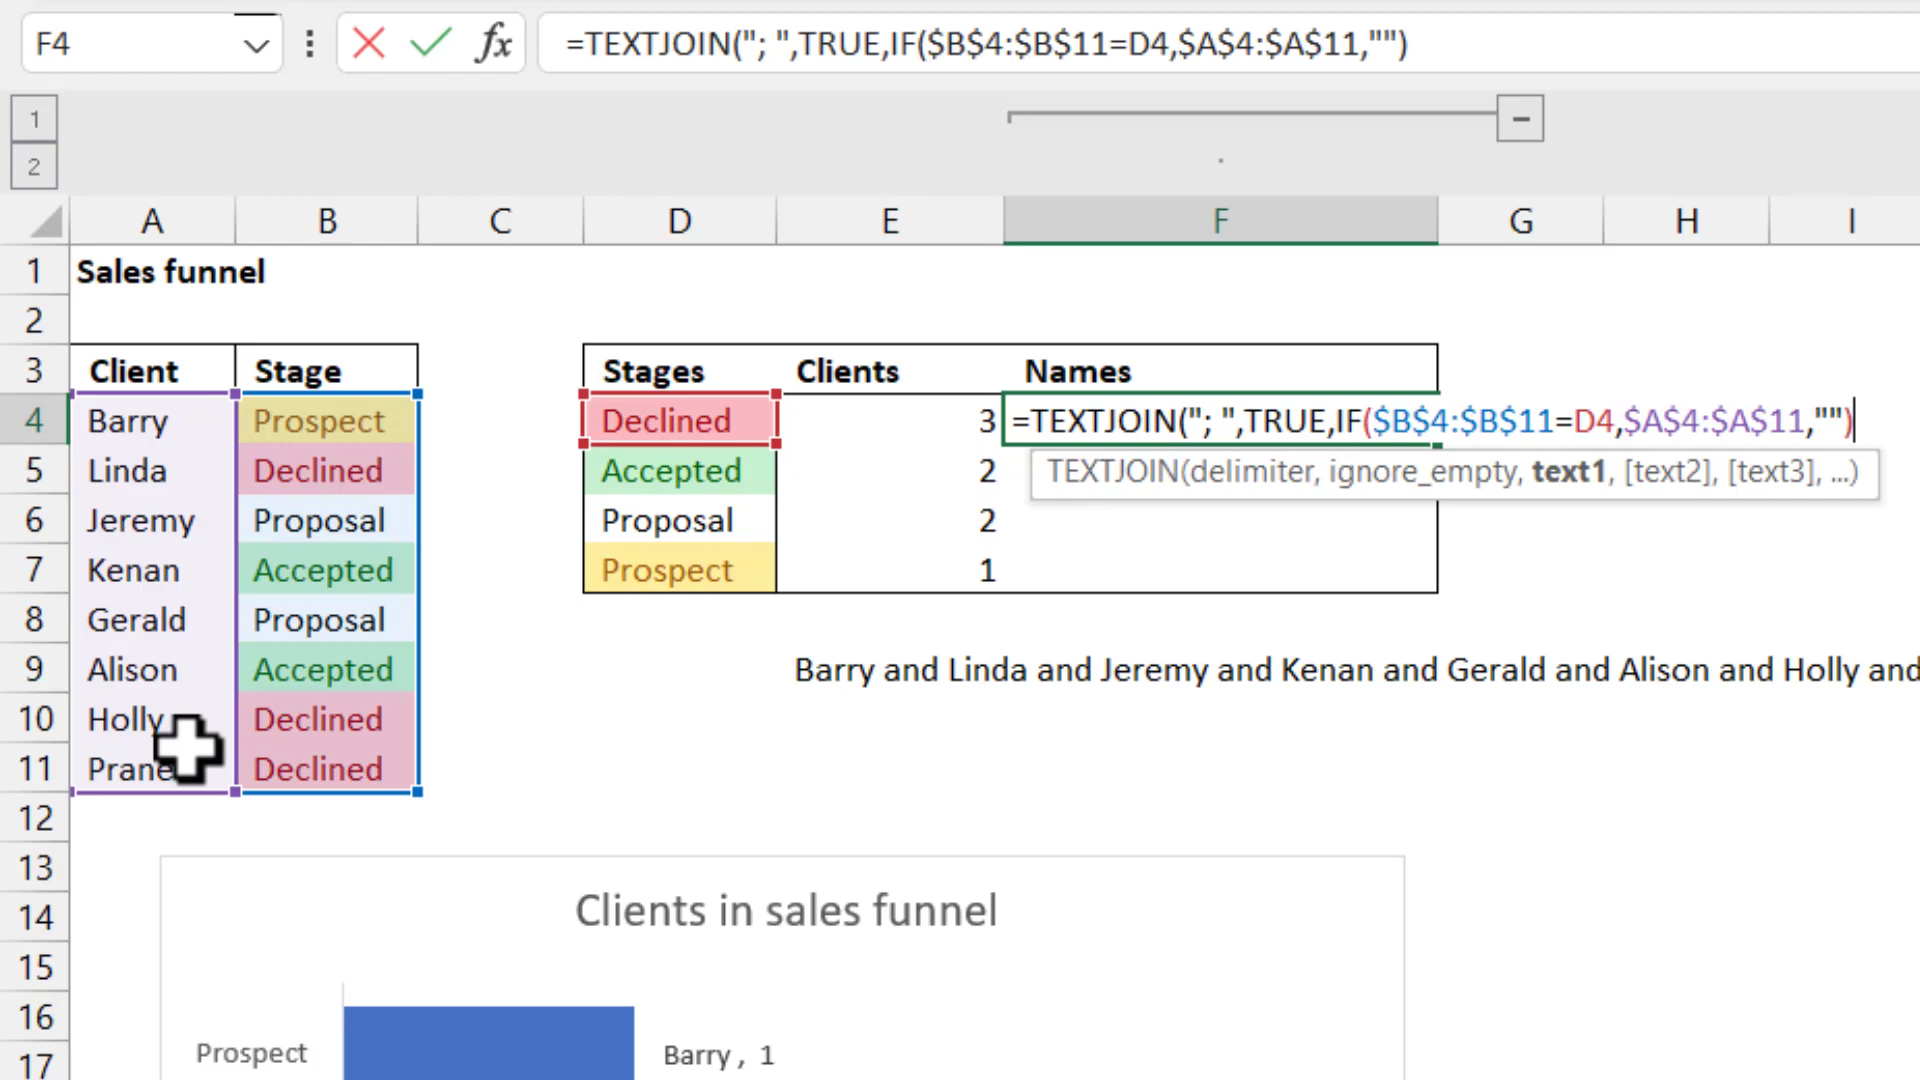 F4 fx =TEXTJOIN("; ",TRUE,IF($B$4:$B$11=D4,$A$4:$A$11,"")
1
2
A B C D E F G H I
1 Sales funnel
2
3 Client Stage Stages Clients Names
4 Barry Prospect Declined 3 =TEXTJOIN("; ",TRUE,IF($B$4:$B$11=D4,$A$4:$A$11,"")
5 Linda Declined Accepted 2 TEXTJOIN(delimiter, ignore_empty, text1, [text2], [text3], ...)
6 Jeremy Proposal Proposal 2
7 Kenan Accepted Prospect 1
8 Gerald Proposal
9 Alison Accepted Barry and Linda and Jeremy and Kenan and Gerald and Alison and Holly and
10 Holly Declined
11 Declined
12
13
14 Clients in sales funnel
15
16
17 Prospect Barry , 1